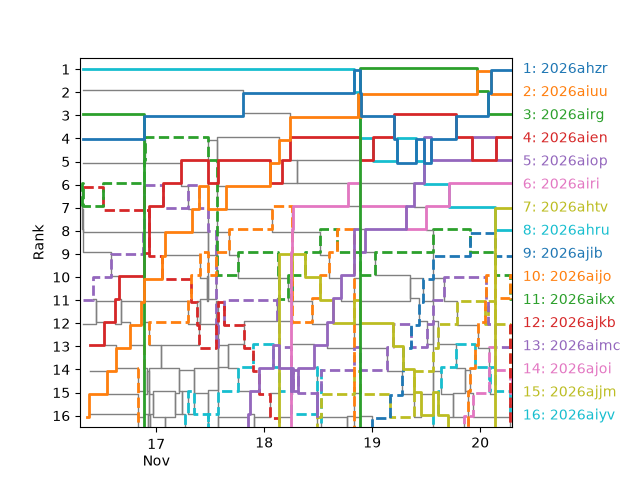 Rank
1
2
3
4
5
6
7
8
9
10
11
12
13
14
15
16
17
18
19
20
Nov
1: 2026ahzr
2: 2026aiuu
3: 2026airg
4: 2026aien
5: 2026aiop
6: 2026airi
7: 2026ahtv
8: 2026ahru
9: 2026ajib
10: 2026aijo
11: 2026aikx
12: 2026ajkb
13: 2026aimc
14: 2026ajoi
15: 2026ajjm
16: 2026aiyv